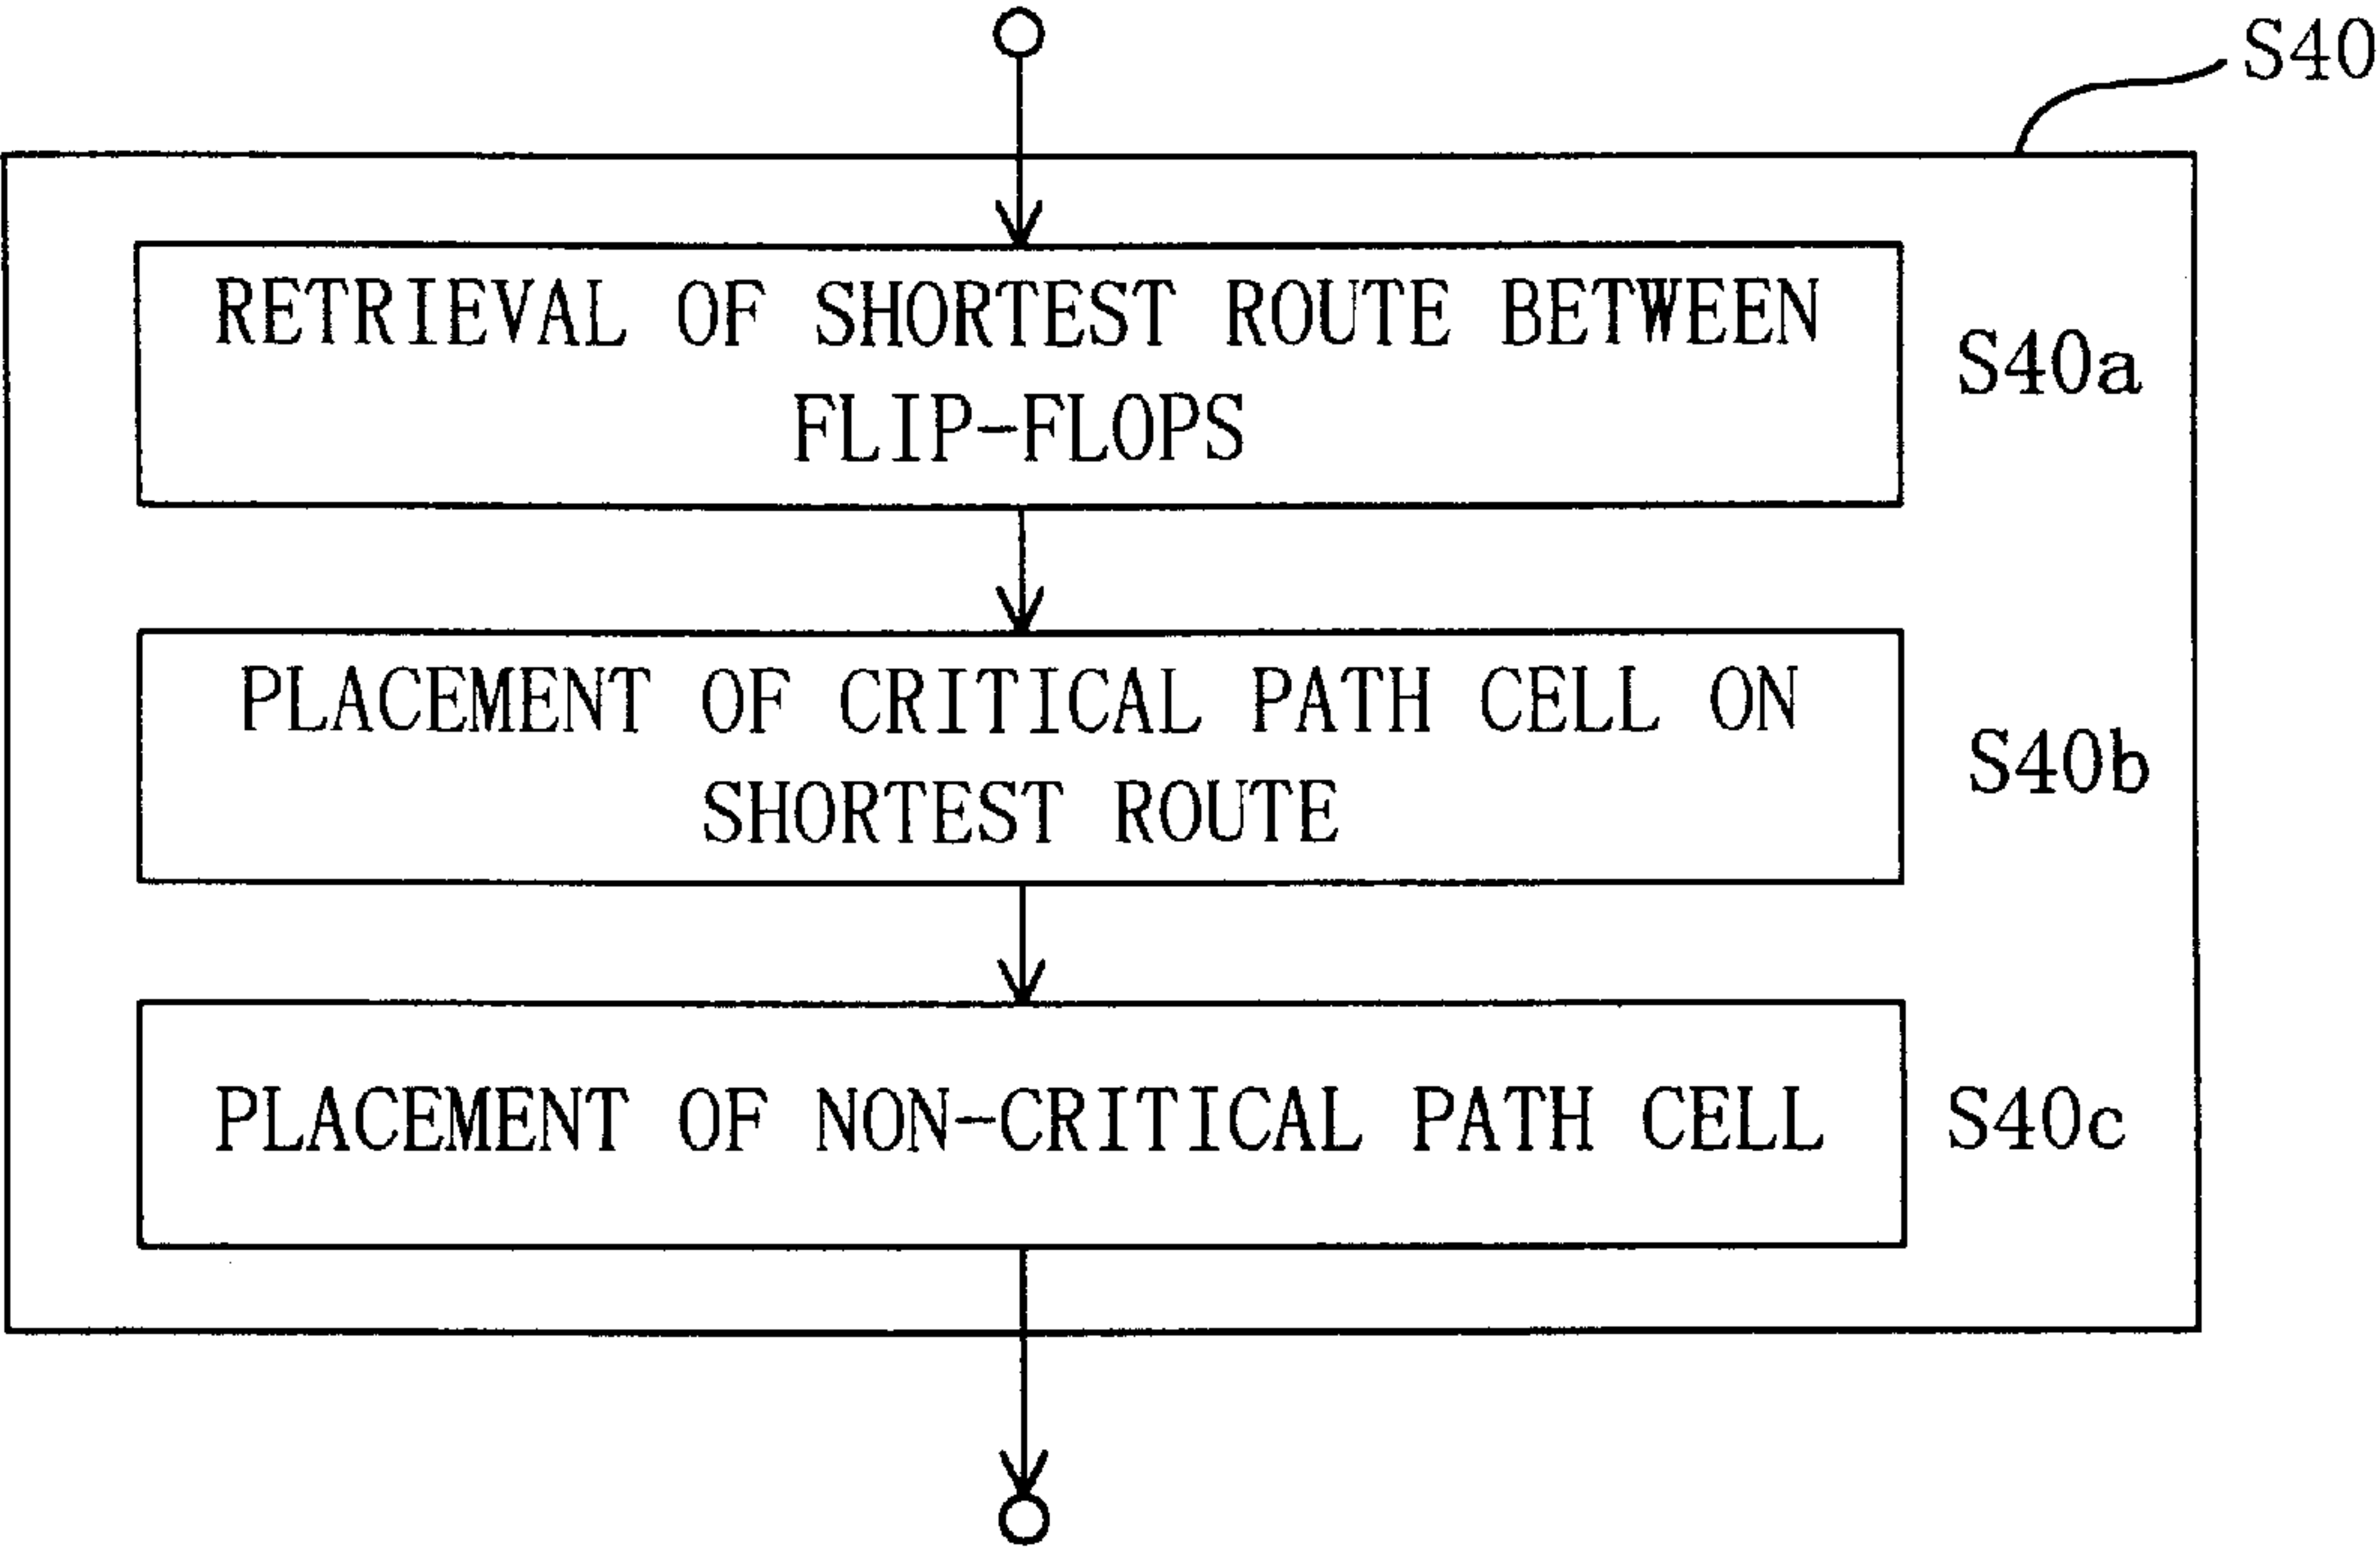 S40
RETRIEVAL OF SHORTEST ROUTE BETWEEN
FLIP-FLOPS
S40a
PLACEMENT OF CRITICAL PATH CELL ON
SHORTEST ROUTE
S40b
PLACEMENT OF NON-CRITICAL PATH CELL
S40c